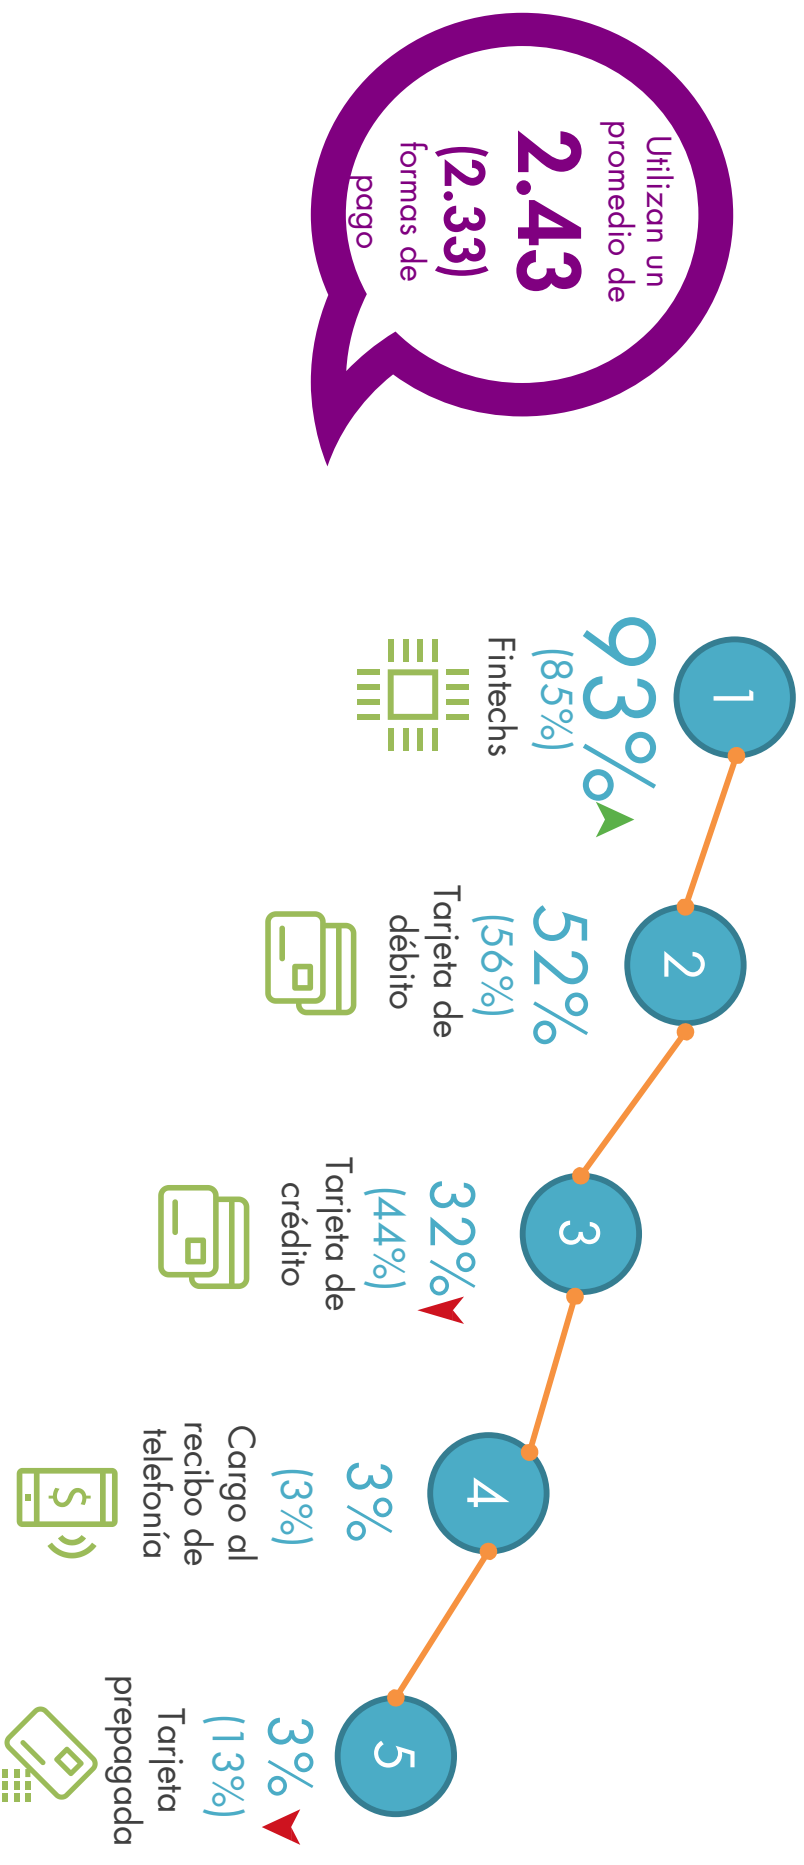 Utilizan un
promedio de
2.43
(2.33)
formas de
pago
1
93%
(85%)
Fintechs
2
52%
(56%)
Tarjeta de
débito
3
32%
(44%)
Tarjeta de
crédito
4
3%
(3%)
Cargo al
recibo de
telefonía
$
5
3%
(13%)
Tarjeta
prepagada